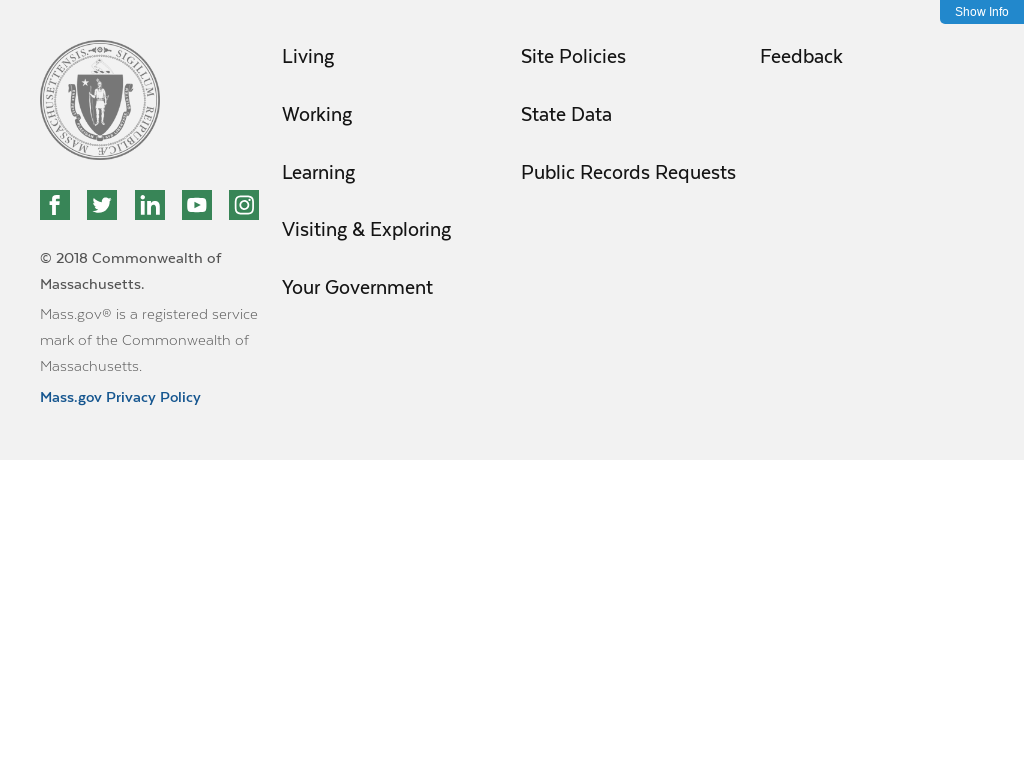 Show Info
SIGILLUM REIPUBLICÆ MASSACHUSETTENSIS
© 2018 Commonwealth of
Massachusetts.
Mass.gov® is a registered service
mark of the Commonwealth of
Massachusetts.
Mass.gov Privacy Policy
Living
Working
Learning
Visiting & Exploring
Your Government
Site Policies
State Data
Public Records Requests
Feedback